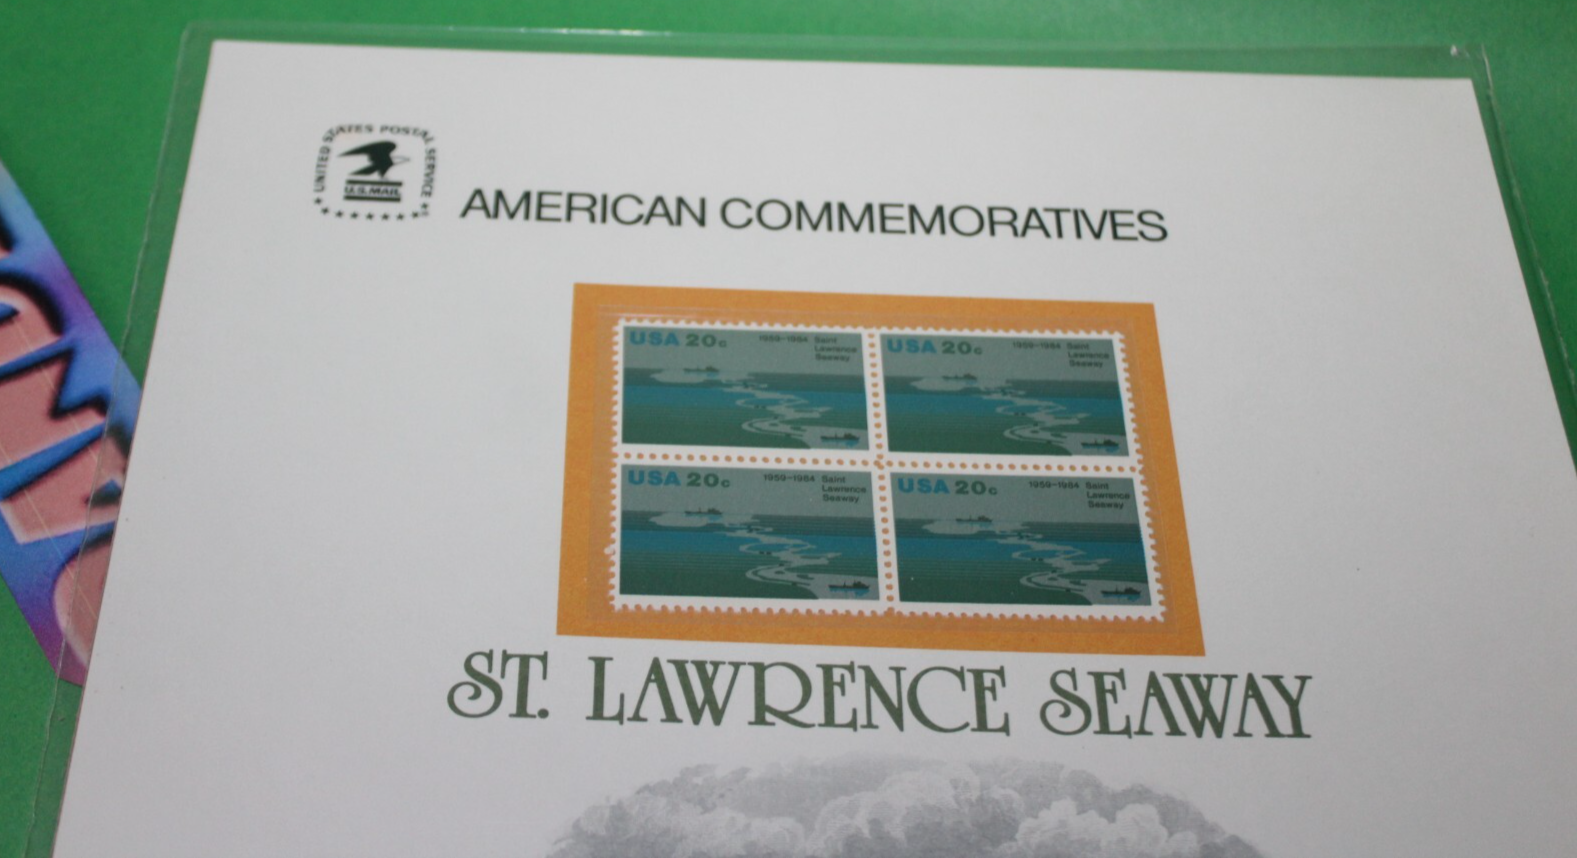 UNITED STATES POSTAL SERVICE
U.S.MAIL
AMERICAN COMMEMORATIVES
USA 20c 1959-1984 Saint
Lawrence
Seaway
USA 20c 1959-1984 Saint
Lawrence
Seaway
USA 20c 1959-1984 Saint
Lawrence
Seaway
USA 20c 1959-1984 Saint
Lawrence
Seaway
ST. LAWRENCE SEAWAY